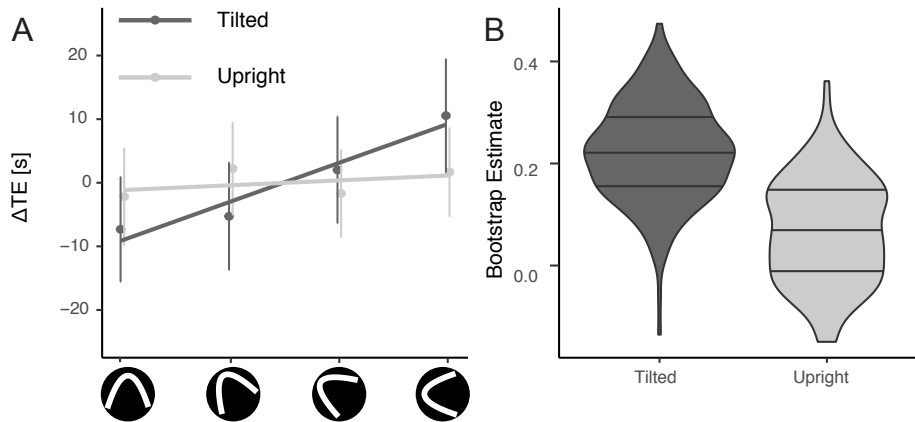 A
Tilted
Upright
ΔTE [s]
20
10
0
−10
−20
B
Bootstrap Estimate
0.4
0.2
0.0
Tilted
Upright